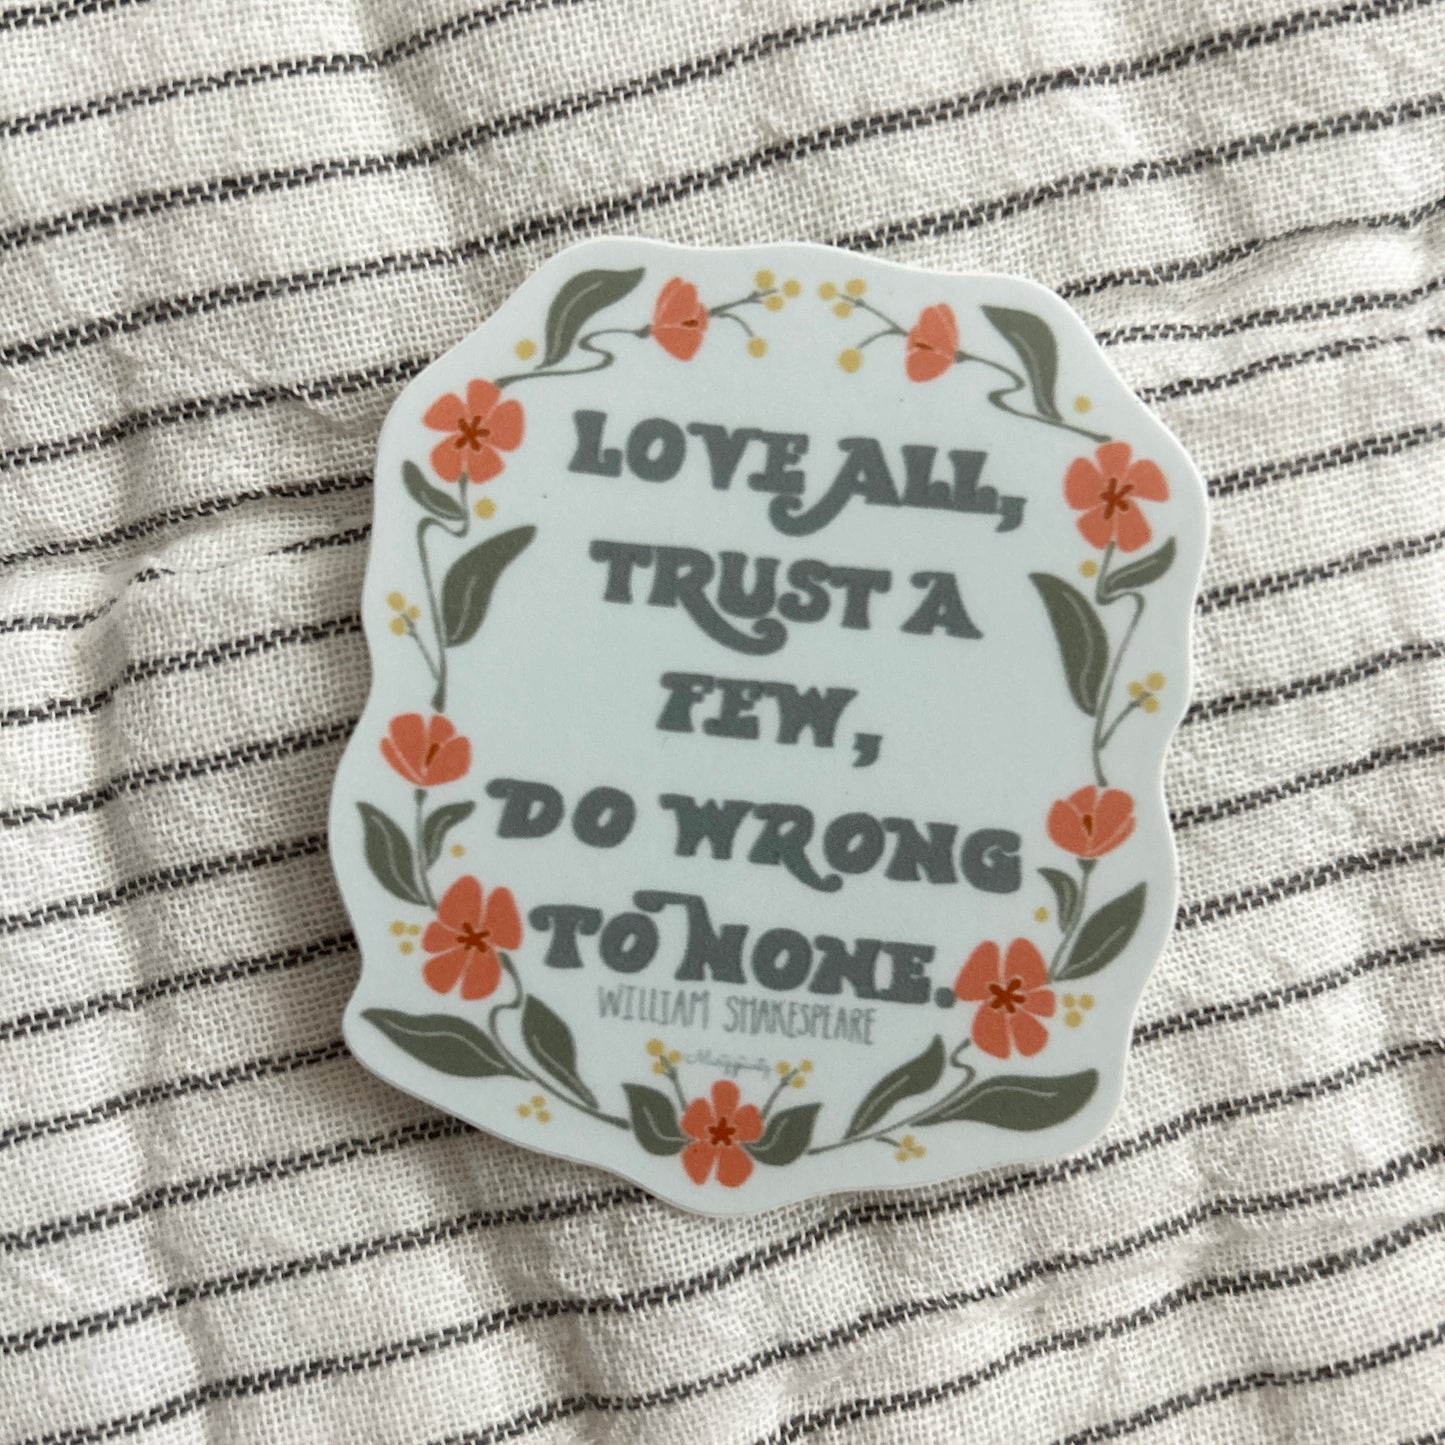 LOVE ALL,
TRUST A
FEW,
DO WRONG
TO NONE.
WILLIAM SHAKESPEARE